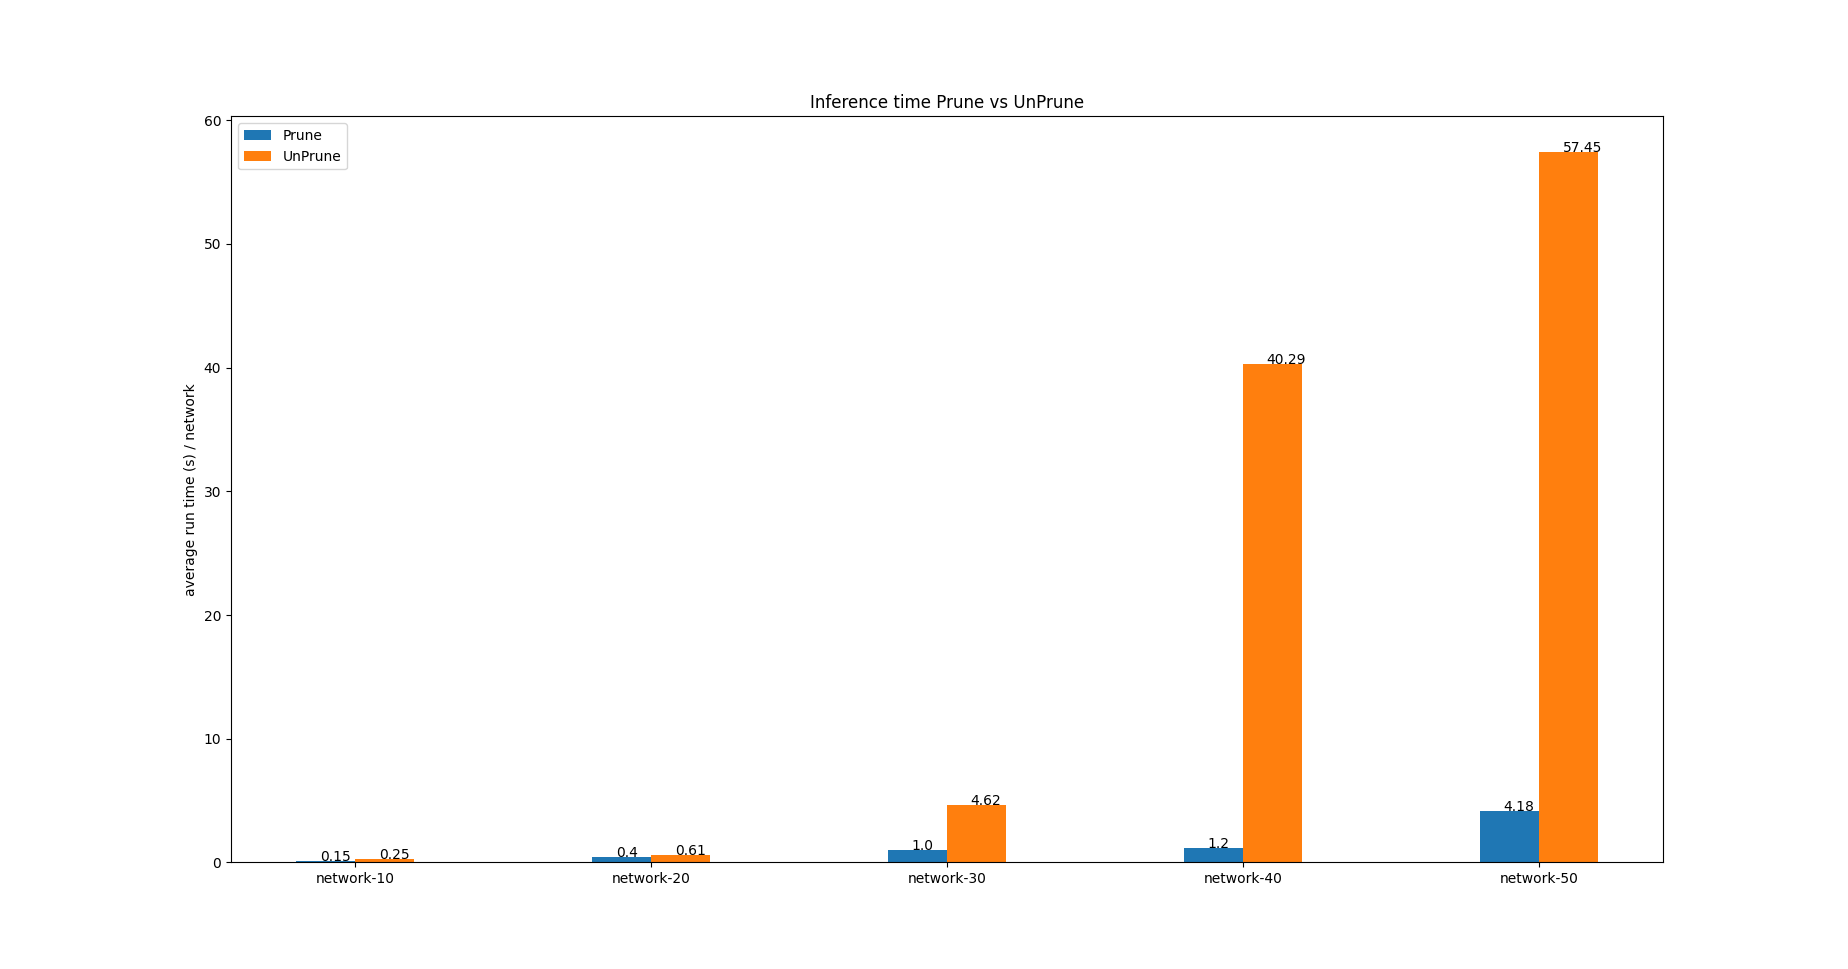 Inference time Prune vs UnPrune
60
Prune
UnPrune
57.45
50
40.29
40
average run time (s) / network
30
20
10
4.62
4.18
1.0
1.2
0.4
0.61
0.15
0.25
0
network-10
network-20
network-30
network-40
network-50